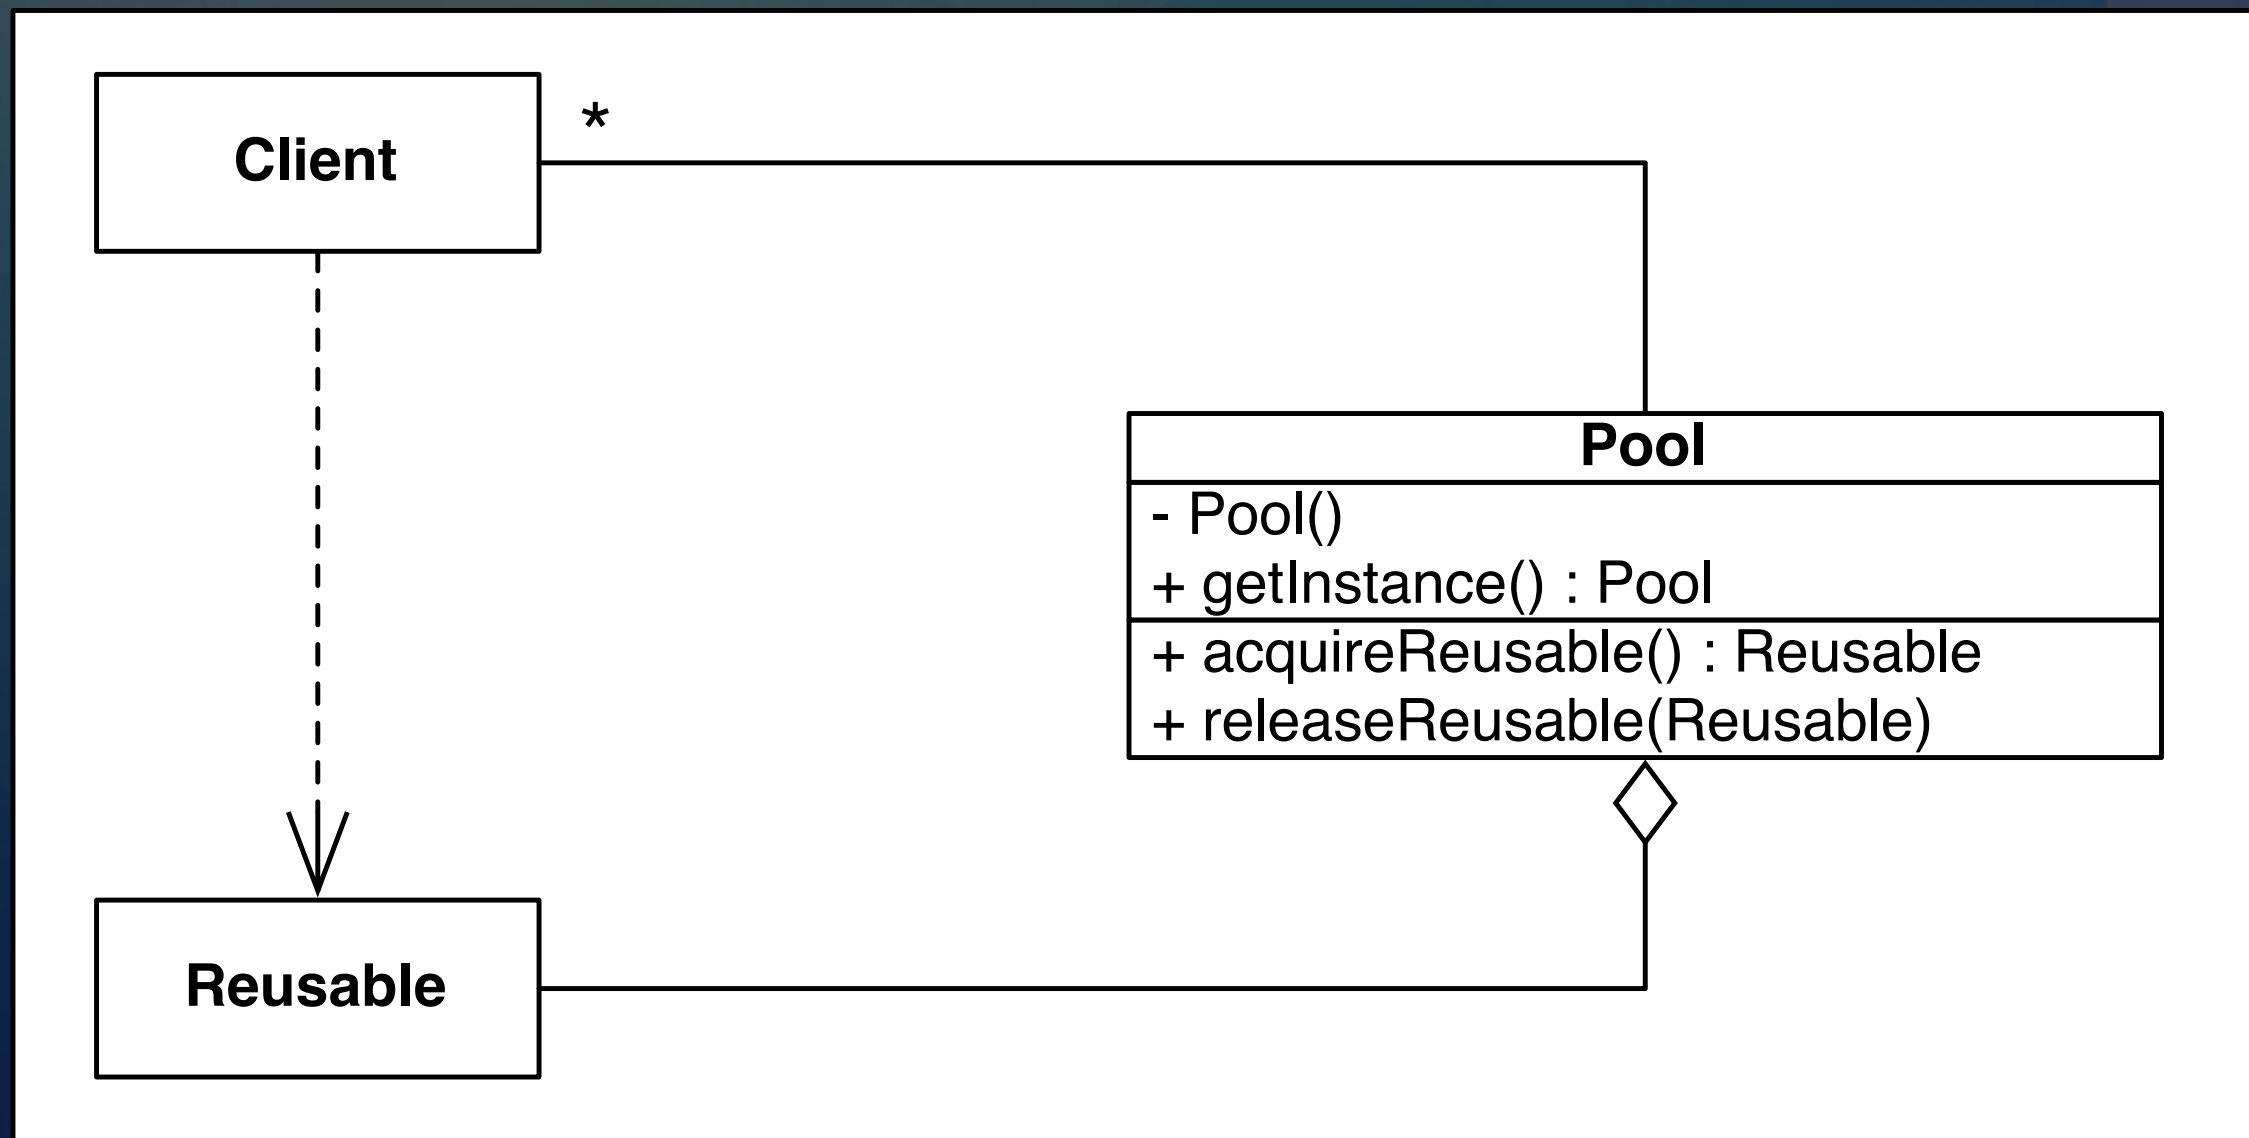 Client
*
Pool
- Pool()
+ getInstance() : Pool
+ acquireReusable() : Reusable
+ releaseReusable(Reusable)
Reusable